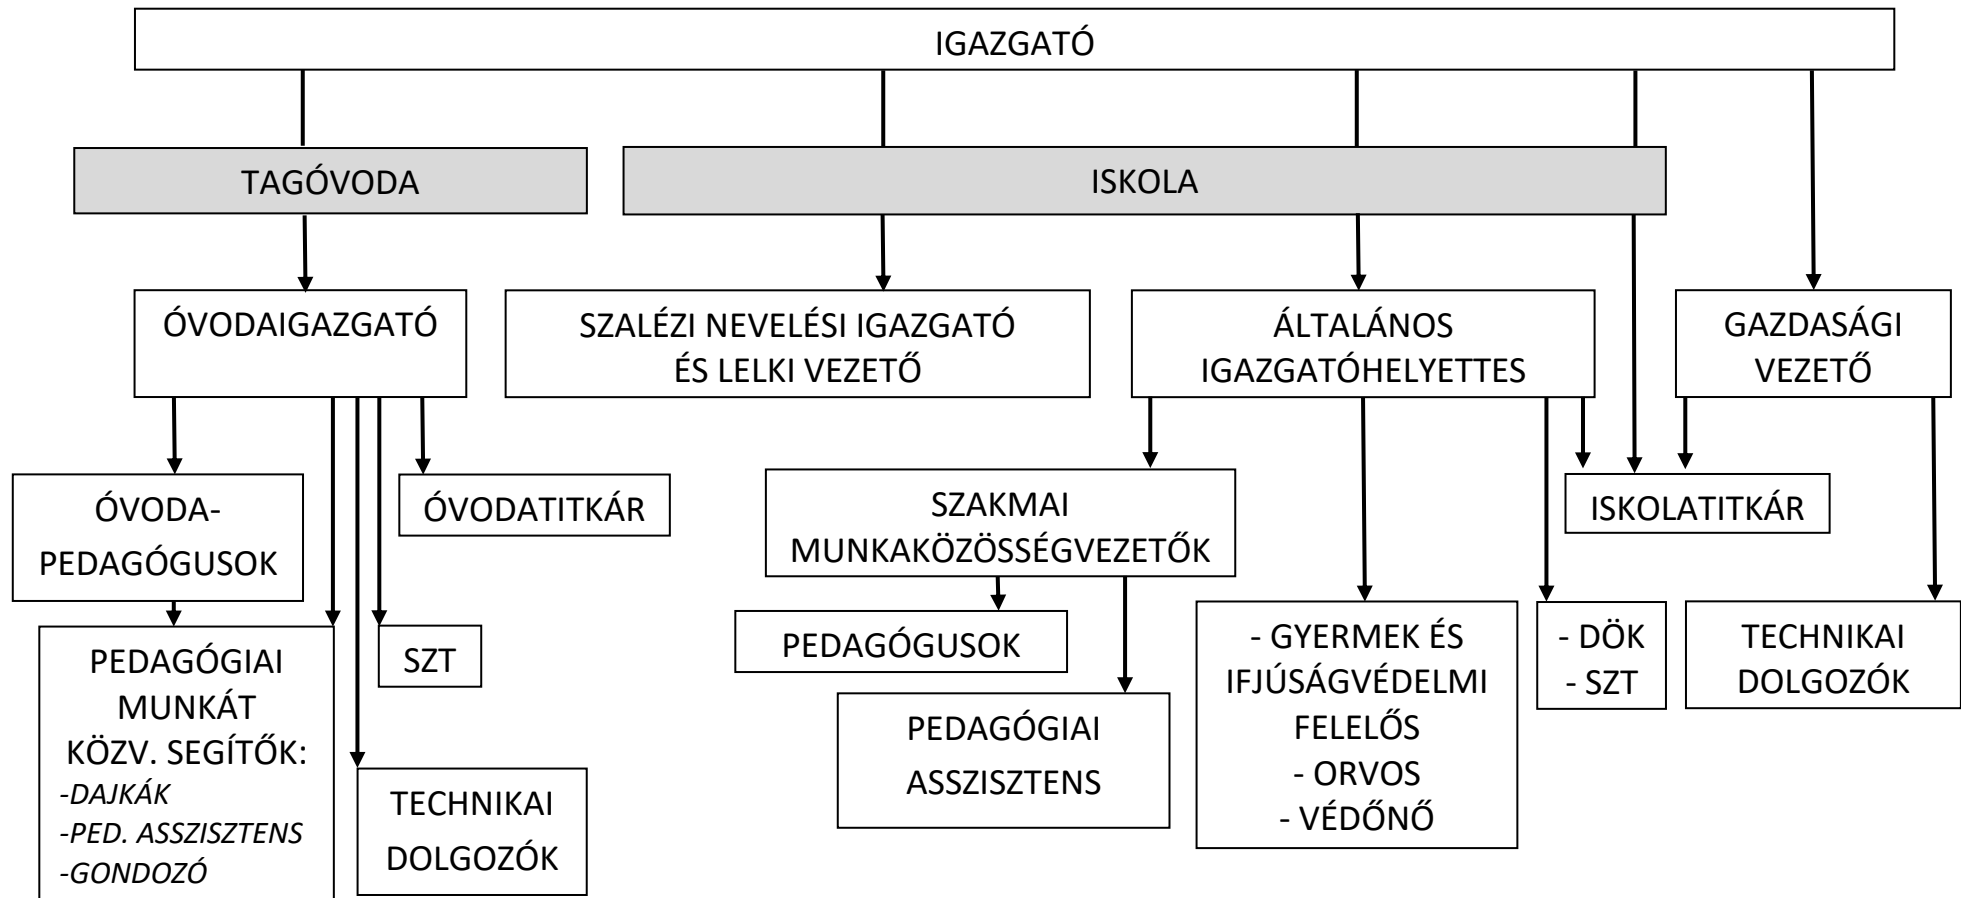 IGAZGATÓ
TAGÓVODA
ISKOLA
ÓVODAIGAZGATÓ
SZALÉZI NEVELÉSI IGAZGATÓ
ÉS LELKI VEZETŐ
ÁLTALÁNOS
IGAZGATÓHELYETTES
GAZDASÁGI
VEZETŐ
ÓVODA-
PEDAGÓGUSOK
ÓVODATITKÁR
SZAKMAI
MUNKAKÖZÖSSÉGVEZETŐK
ISKOLATITKÁR
PEDAGÓGIAI
MUNKÁT
KÖZV. SEGÍTŐK:
-DAJKÁK
-PED. ASSZISZTENS
-GONDOZÓ
SZT
TECHNIKAI
DOLGOZÓK
PEDAGÓGUSOK
PEDAGÓGIAI
ASSZISZTENS
- GYERMEK ÉS
IFJÚSÁGVÉDELMI
FELELŐS
- ORVOS
- VÉDŐNŐ
- DÖK
- SZT
TECHNIKAI
DOLGOZÓK